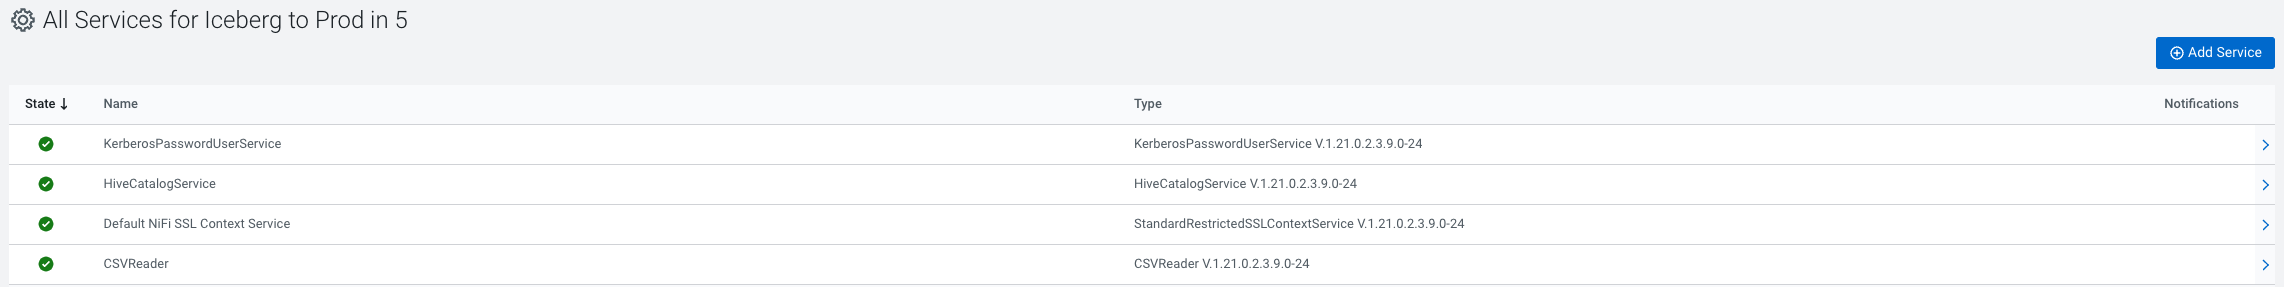 All Services for Iceberg to Prod in 5
Add Service
State Name Type Notifications
KerberosPasswordUserService KerberosPasswordUserService V.1.21.0.2.3.9.0-24
HiveCatalogService HiveCatalogService V.1.21.0.2.3.9.0-24
Default NiFi SSL Context Service StandardRestrictedSSLContextService V.1.21.0.2.3.9.0-24
CSVReader CSVReader V.1.21.0.2.3.9.0-24